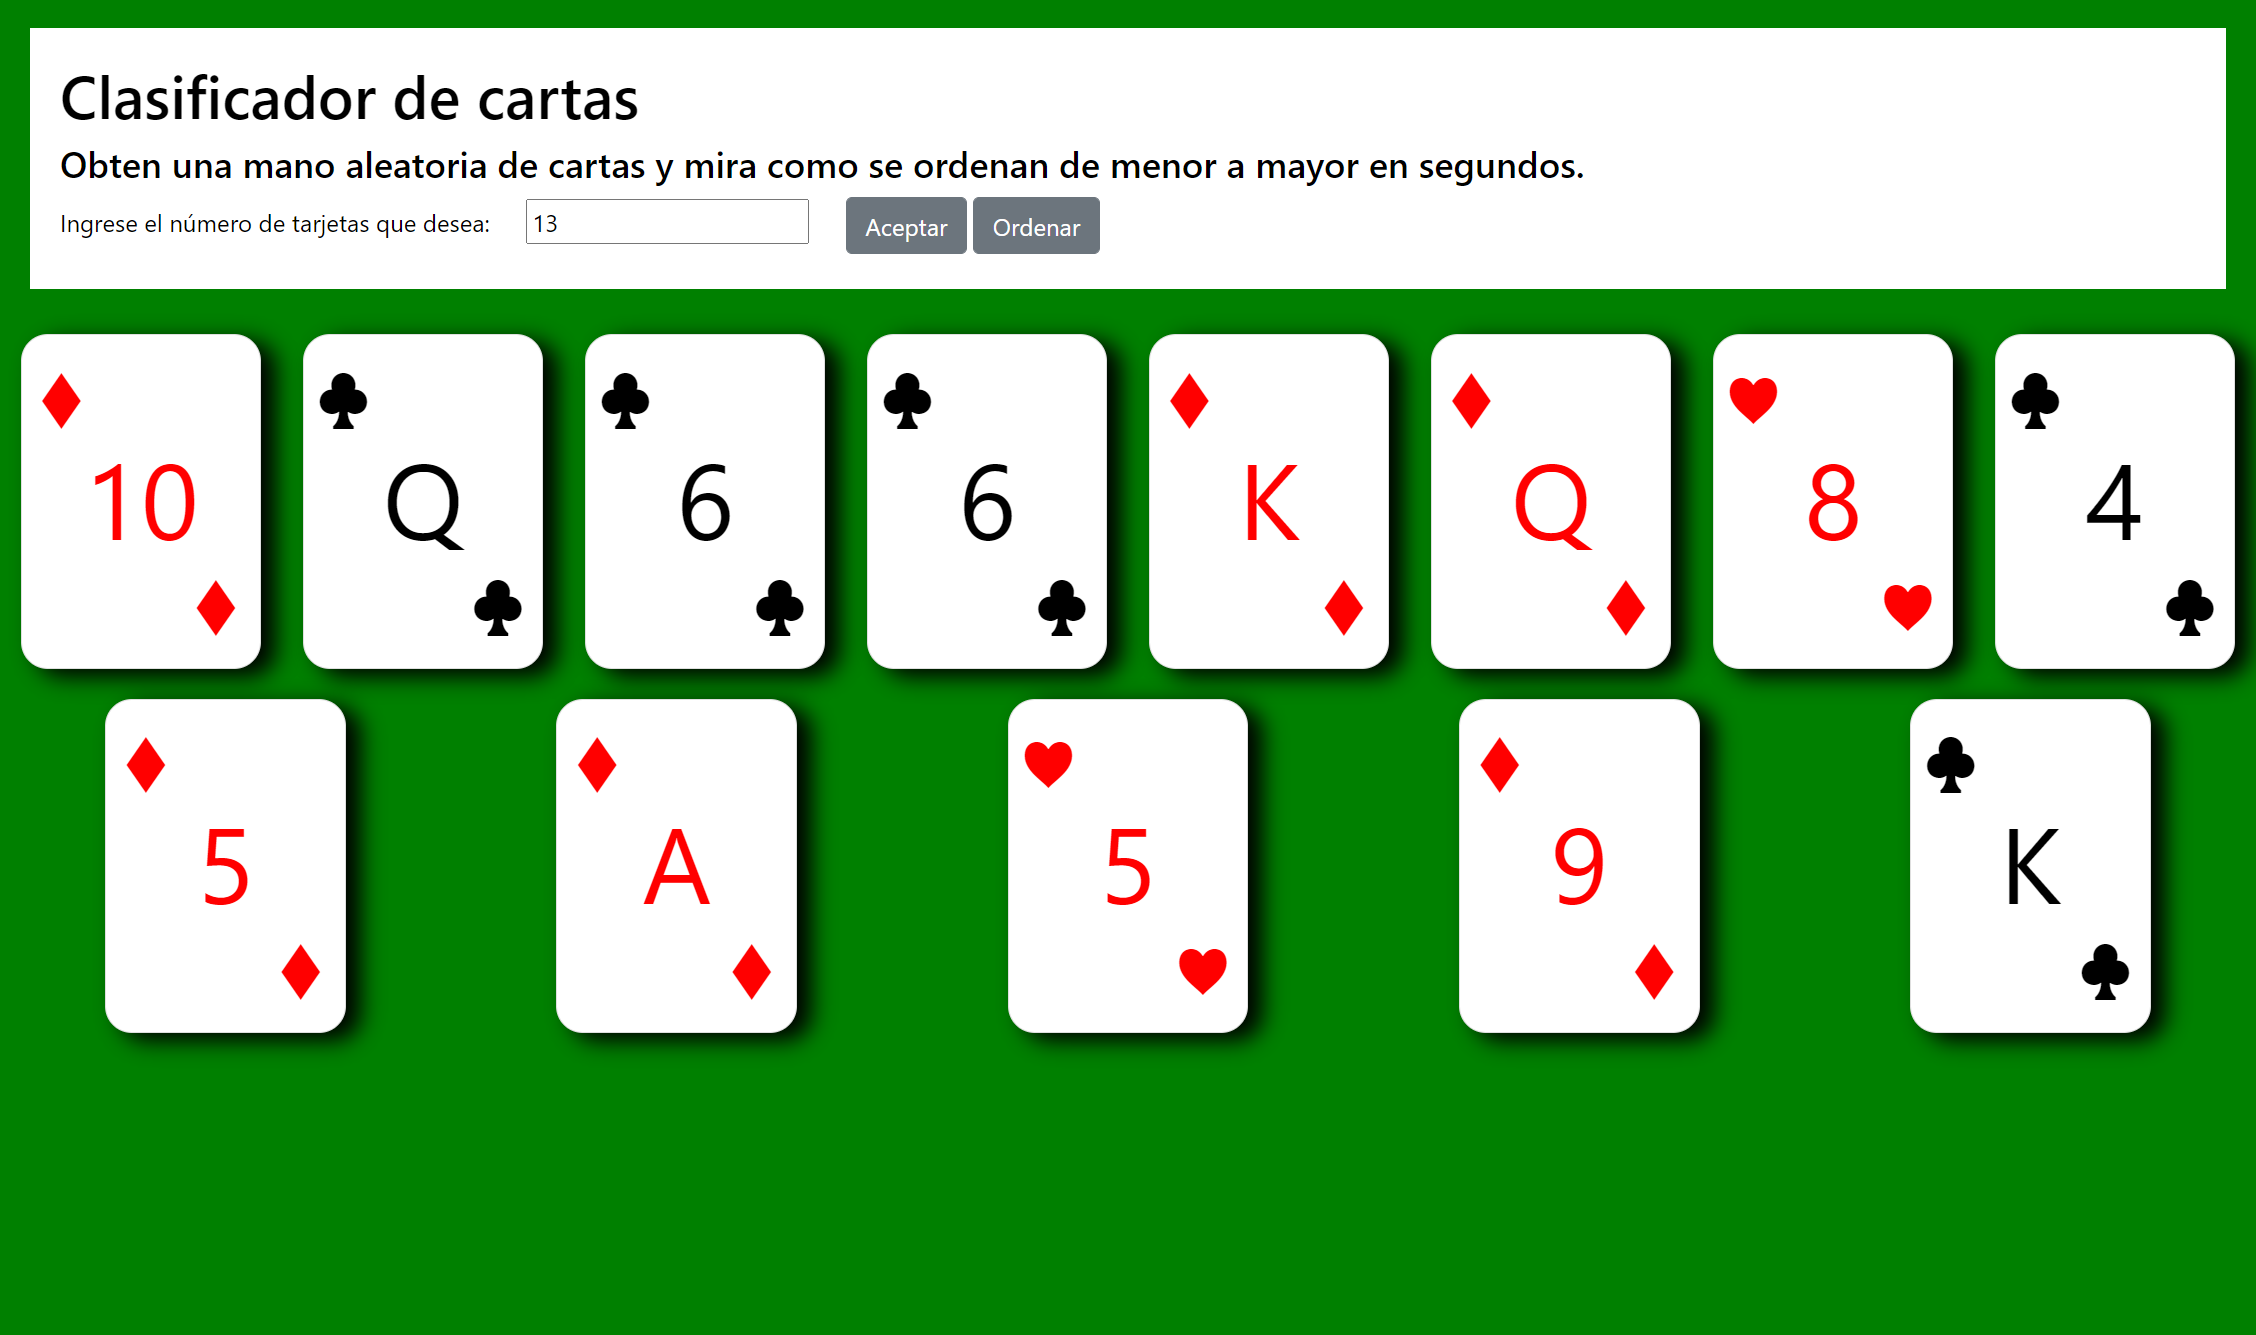 Clasificador de cartas
Obten una mano aleatoria de cartas y mira como se ordenan de menor a mayor en segundos.
Ingrese el número de tarjetas que desea: 13 Aceptar Ordenar
10 Q 6 6 K Q 8 4
5 A 5 9 K